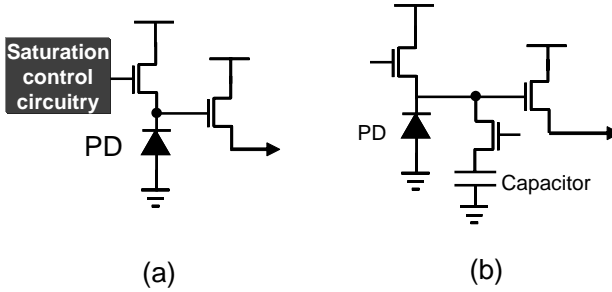 Saturation
control
circuitry
PD
(a)
PD
Capacitor
(b)